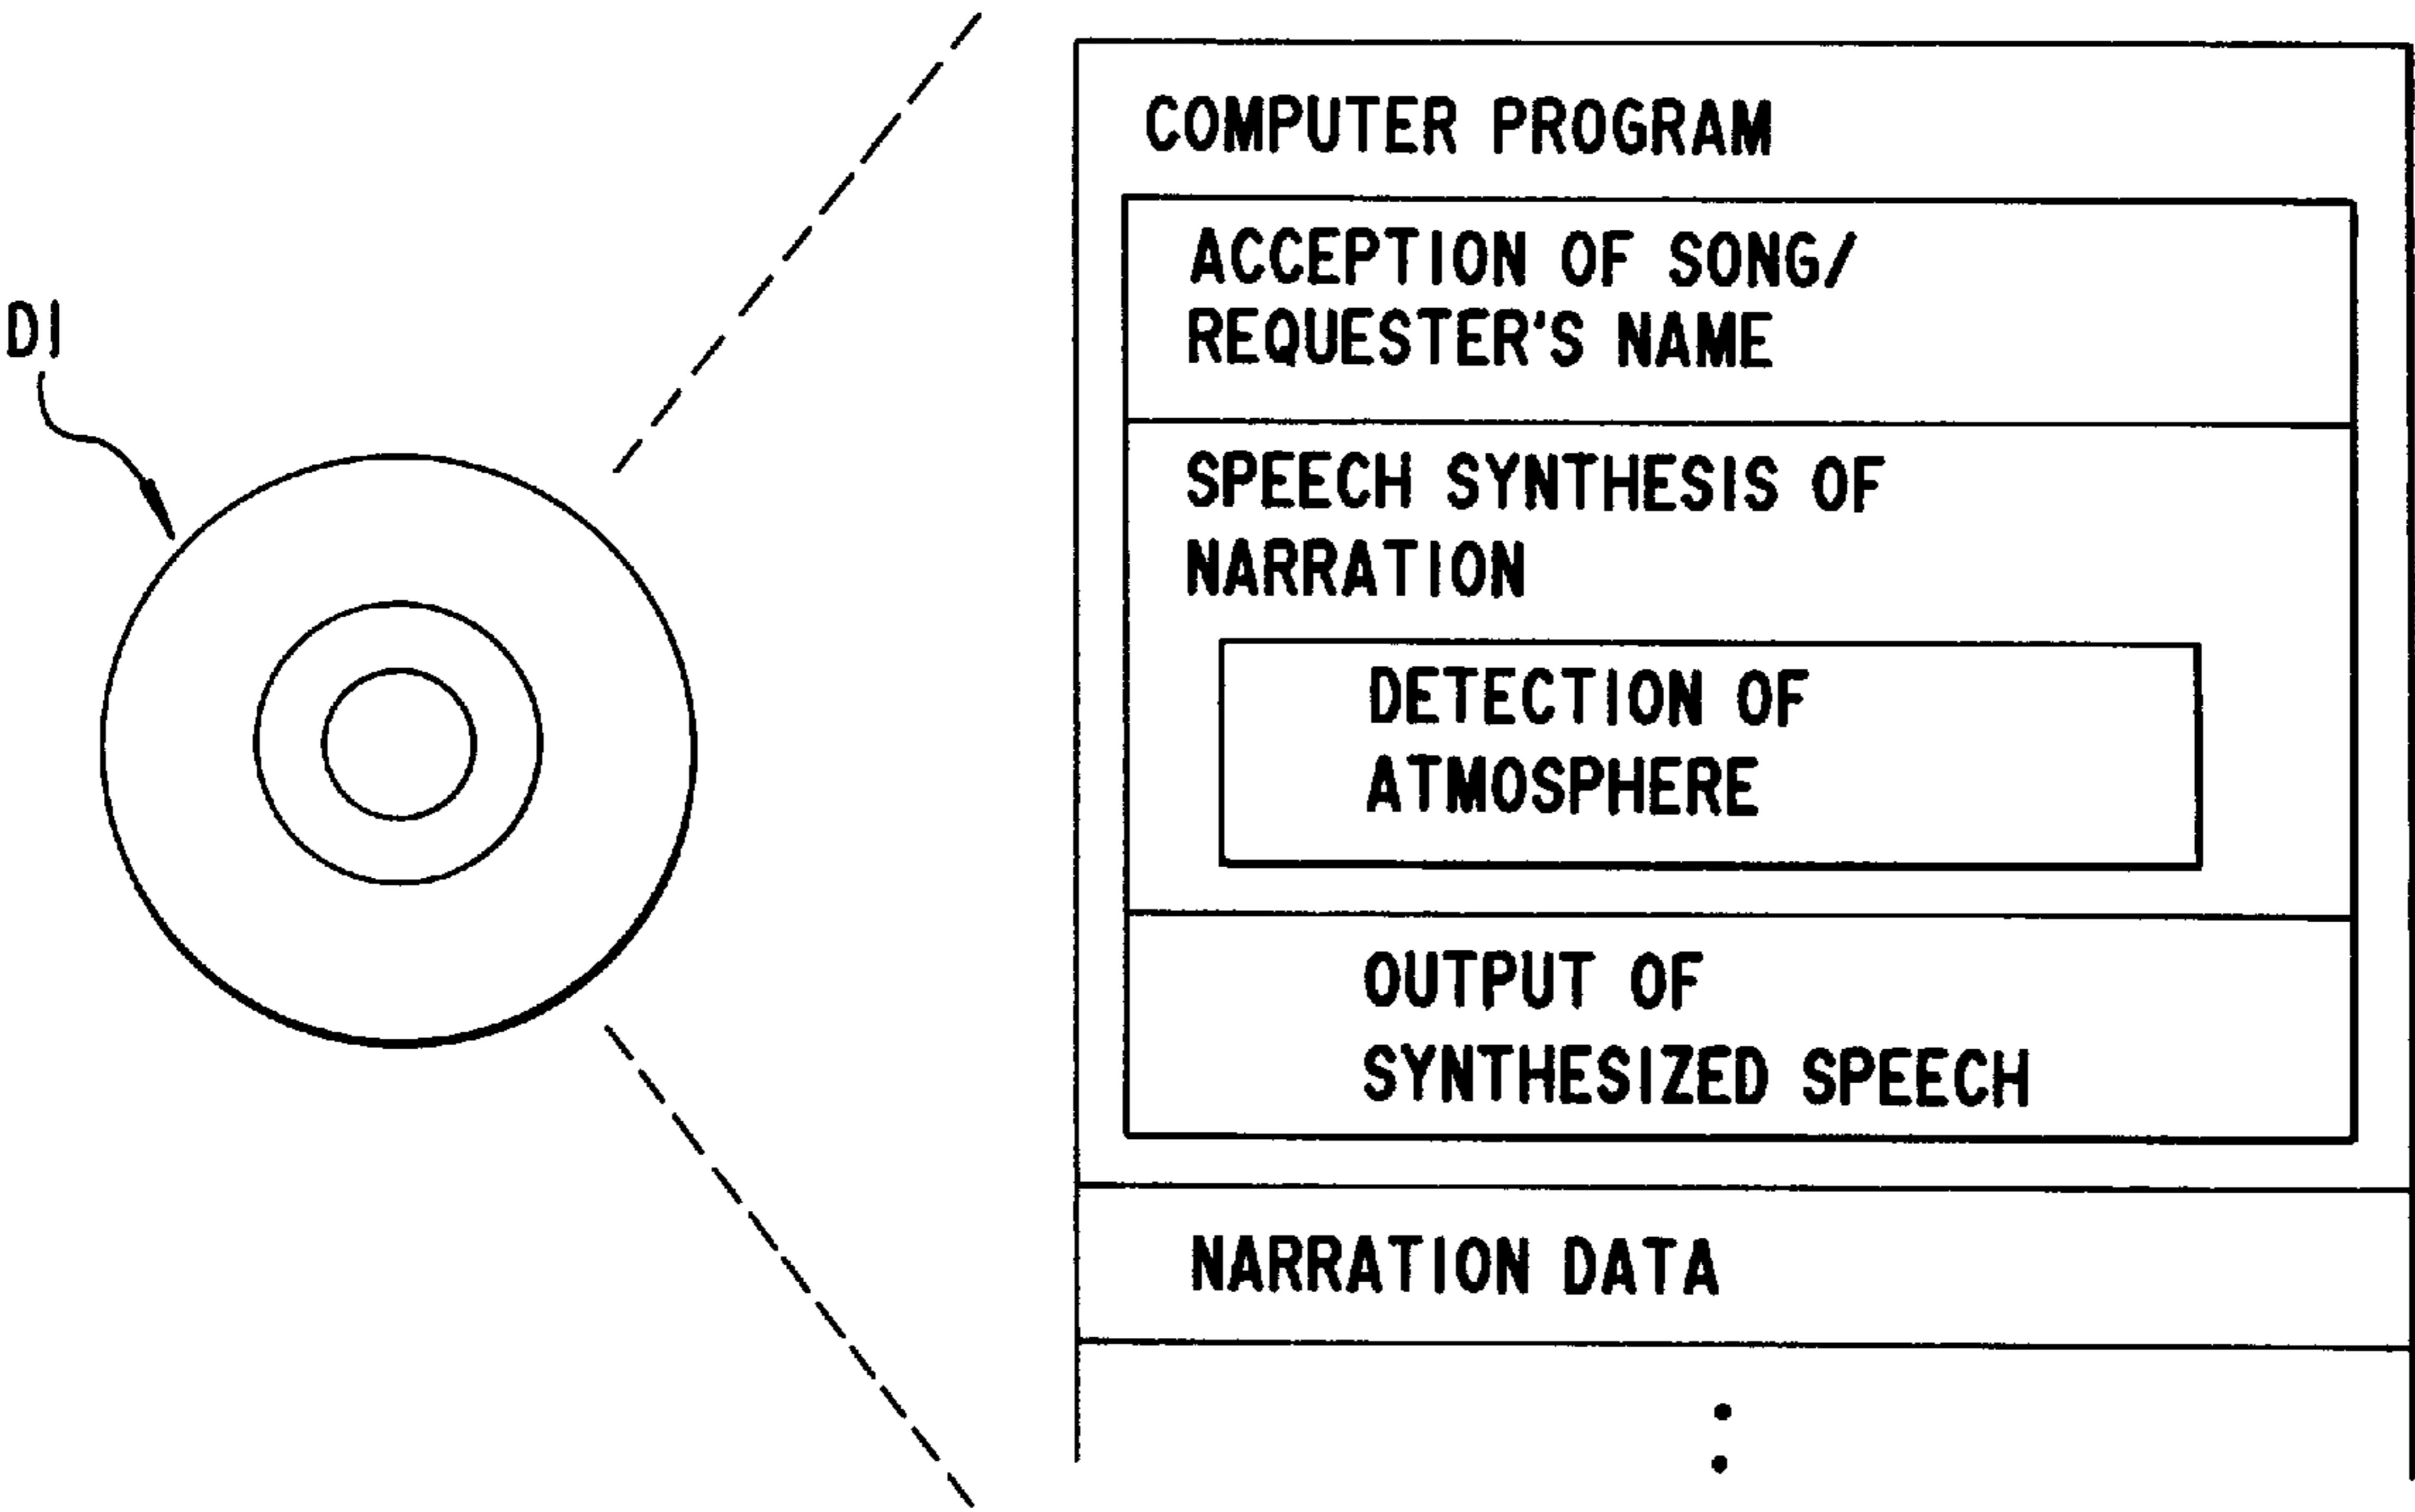 D1
COMPUTER PROGRAM
ACCEPTION OF SONG/
REQUESTER'S NAME
SPEECH SYNTHESIS OF
NARRATION
DETECTION OF
ATMOSPHERE
OUTPUT OF
SYNTHESIZED SPEECH
NARRATION DATA